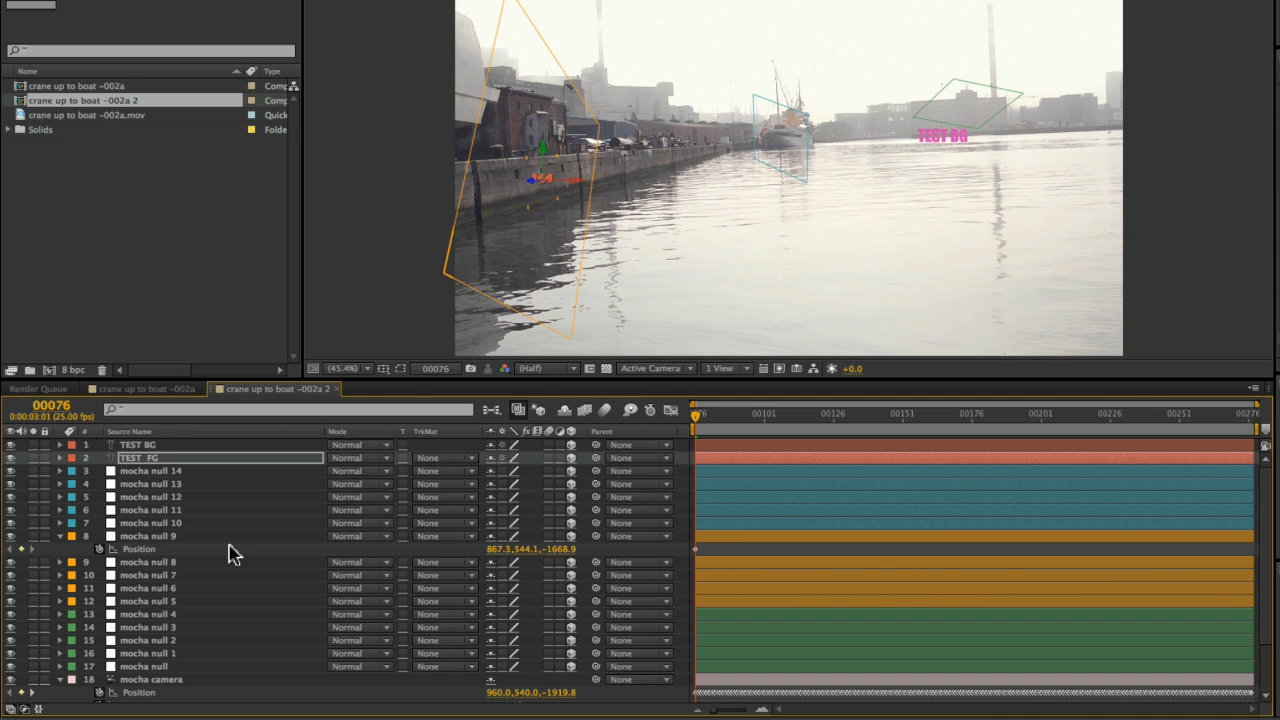 Name Type
crane up to boat -002a Comp
crane up to boat -002a 2 Comp
crane up to boat -002a.mov Quick
Solids Folde
TEST BG
8 bpc (45.4%) 00076 (Half) Active Camera 1 View +0.0
Render Queue crane up to boat -002a crane up to boat -002a 2
00076
0:00:03:01 (25.00 fps)
76 00101 00126 00151 00176 00201 00226 00251 00276
# Source Name Mode T TrkMat fx Parent
1 T TEST BG Normal None
2 T TEST FG Normal None None
3 mocha null 14 Normal None None
4 mocha null 13 Normal None None
5 mocha null 12 Normal None None
6 mocha null 11 Normal None None
7 mocha null 10 Normal None None
8 mocha null 9 Normal None None
Position 867.3,544.1,-1668.9
9 mocha null 8 Normal None None
10 mocha null 7 Normal None None
11 mocha null 6 Normal None None
12 mocha null 5 Normal None None
13 mocha null 4 Normal None None
14 mocha null 3 Normal None None
15 mocha null 2 Normal None None
16 mocha null 1 Normal None None
17 mocha null Normal None None
18 mocha camera None
Position 960.0,540.0,-1919.8